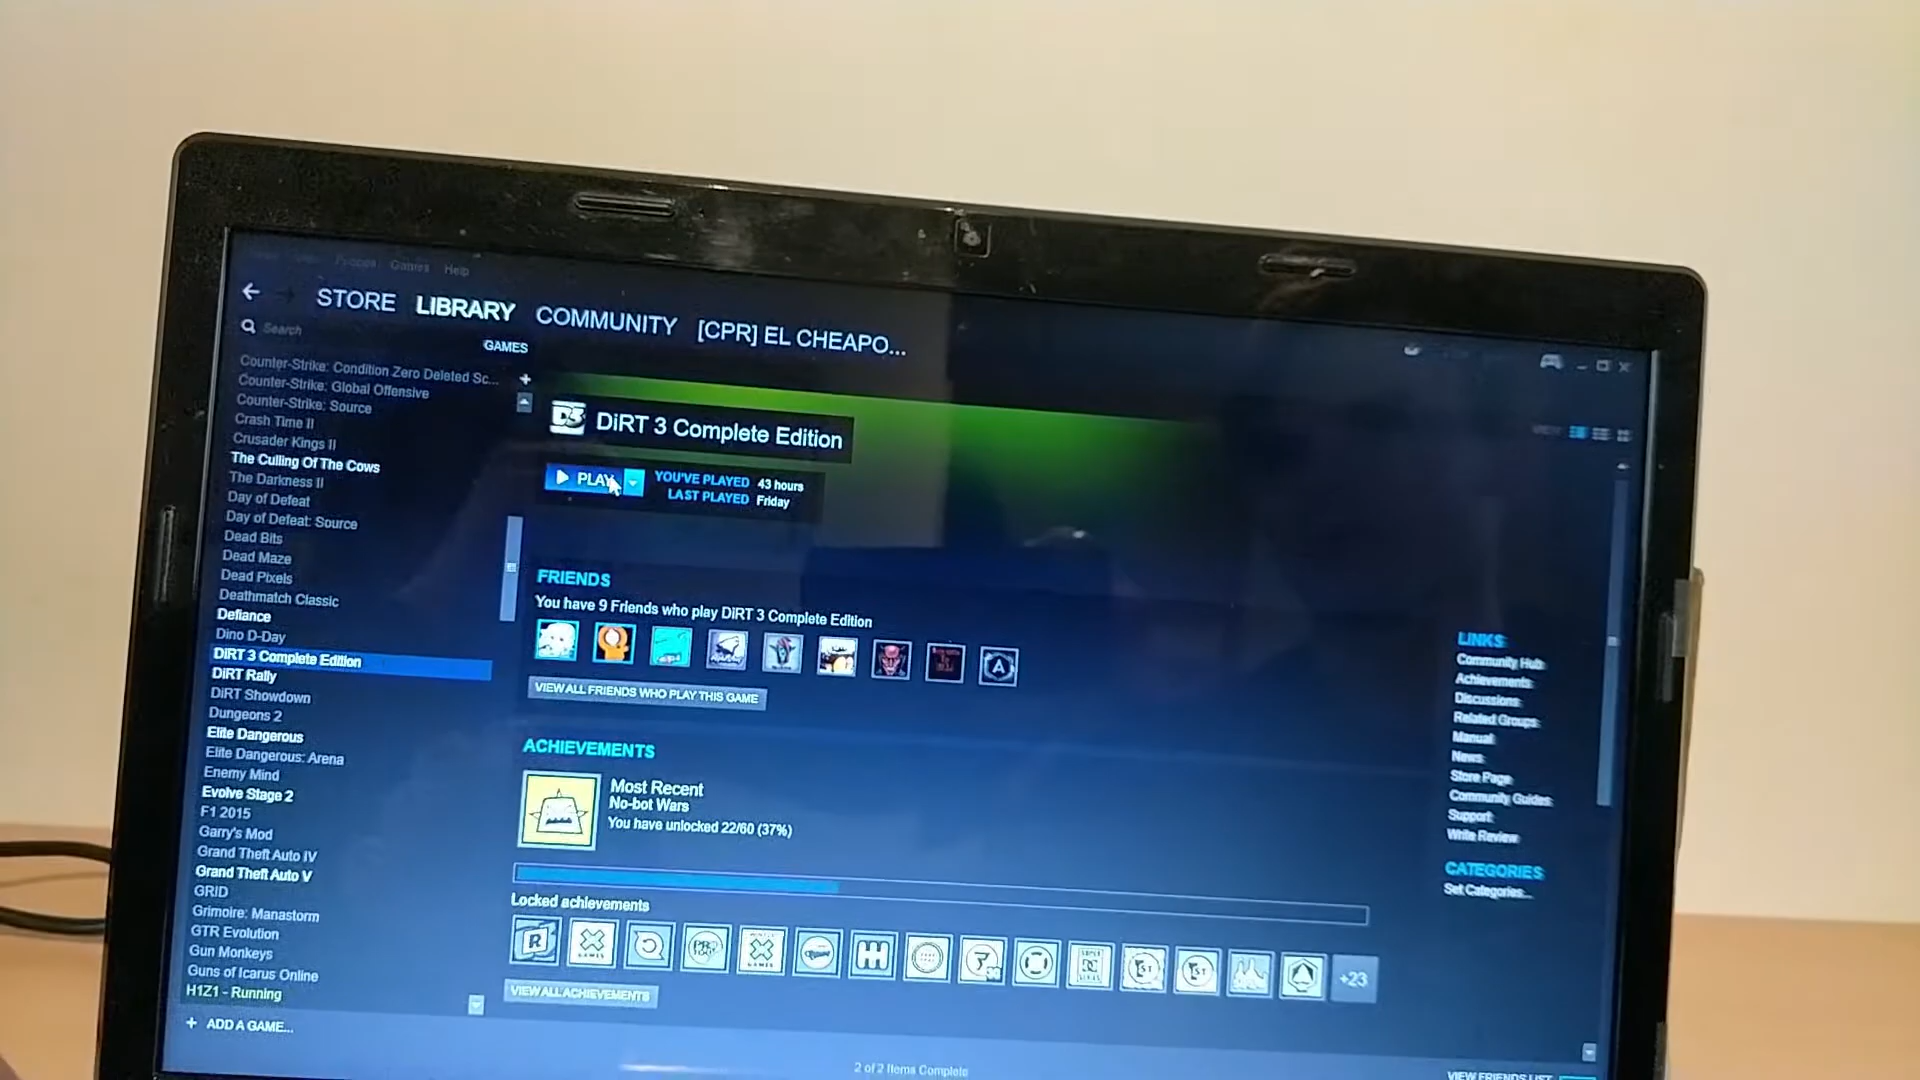 Games Help
STORE LIBRARY COMMUNITY [CPR] EL CHEAPO...
Search
GAMES
Counter-Strike: Condition Zero Deleted Sc...
Counter-Strike: Global Offensive
Counter-Strike: Source
Crash Time II
Crusader Kings II
The Culling Of The Cows
The Darkness II
Day of Defeat
Day of Defeat: Source
Dead Bits
Dead Maze
Dead Pixels
Deathmatch Classic
Defiance
Dino D-Day
DiRT 3 Complete Edition
DiRT Rally
DiRT Showdown
Dungeons 2
Elite Dangerous
Elite Dangerous: Arena
Enemy Mind
Evolve Stage 2
F1 2015
Garry's Mod
Grand Theft Auto IV
Grand Theft Auto V
GRID
Grimoire: Manastorm
GTR Evolution
Gun Monkeys
Guns of Icarus Online
H1Z1 - Running
+ ADD A GAME...
D3 DiRT 3 Complete Edition
PLAY
YOU'VE PLAYED 43 hours
LAST PLAYED Friday
VIEW
FRIENDS
You have 9 Friends who play DiRT 3 Complete Edition
VIEW ALL FRIENDS WHO PLAY THIS GAME
ACHIEVEMENTS
Most Recent
No-bot Wars
You have unlocked 22/60 (37%)
Locked achievements
+23
VIEW ALL ACHIEVEMENTS
LINKS
Community Hub
Achievements
Discussions
Related Groups
Manual
News
Store Page
Community Guides
Support
Write Review
CATEGORIES
Set Categories...
2 of 2 Items Complete
VIEW FRIENDS LIST